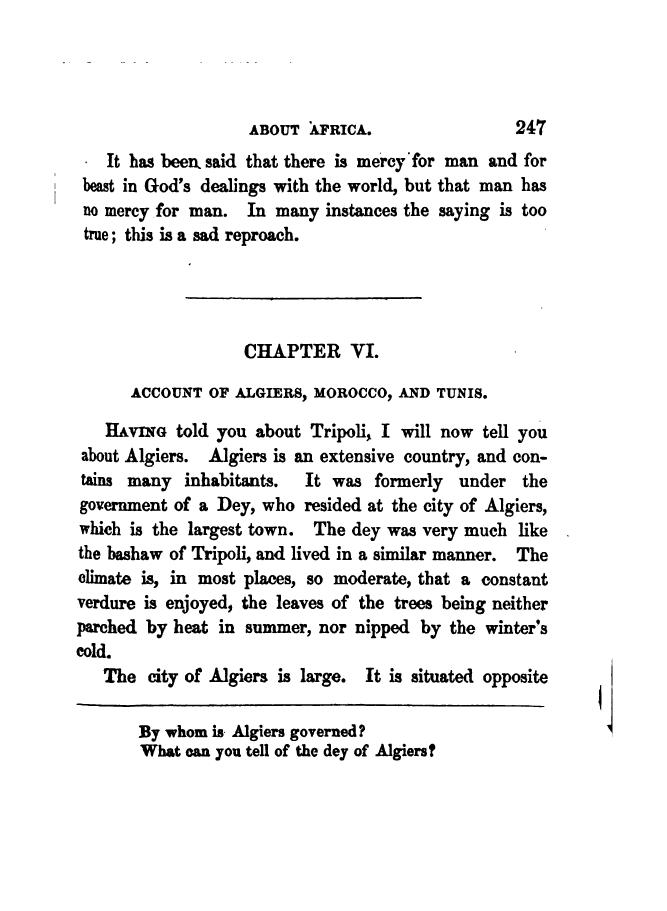 ABOUT AFRICA. 247
It has been said that there is mercy for man and for
beast in God's dealings with the world, but that man has
no mercy for man. In many instances the saying is too
true; this is a sad reproach.
CHAPTER VI.
ACCOUNT OF ALGIERS, MOROCCO, AND TUNIS.
HAVING told you about Tripoli, I will now tell you
about Algiers. Algiers is an extensive country, and con-
tains many inhabitants. It was formerly under the
government of a Dey, who resided at the city of Algiers,
which is the largest town. The dey was very much like
the bashaw of Tripoli, and lived in a similar manner. The
climate is, in most places, so moderate, that a constant
verdure is enjoyed, the leaves of the trees being neither
parched by heat in summer, nor nipped by the winter's
cold.
The city of Algiers is large. It is situated opposite
By whom is Algiers governed?
What can you tell of the dey of Algiers?